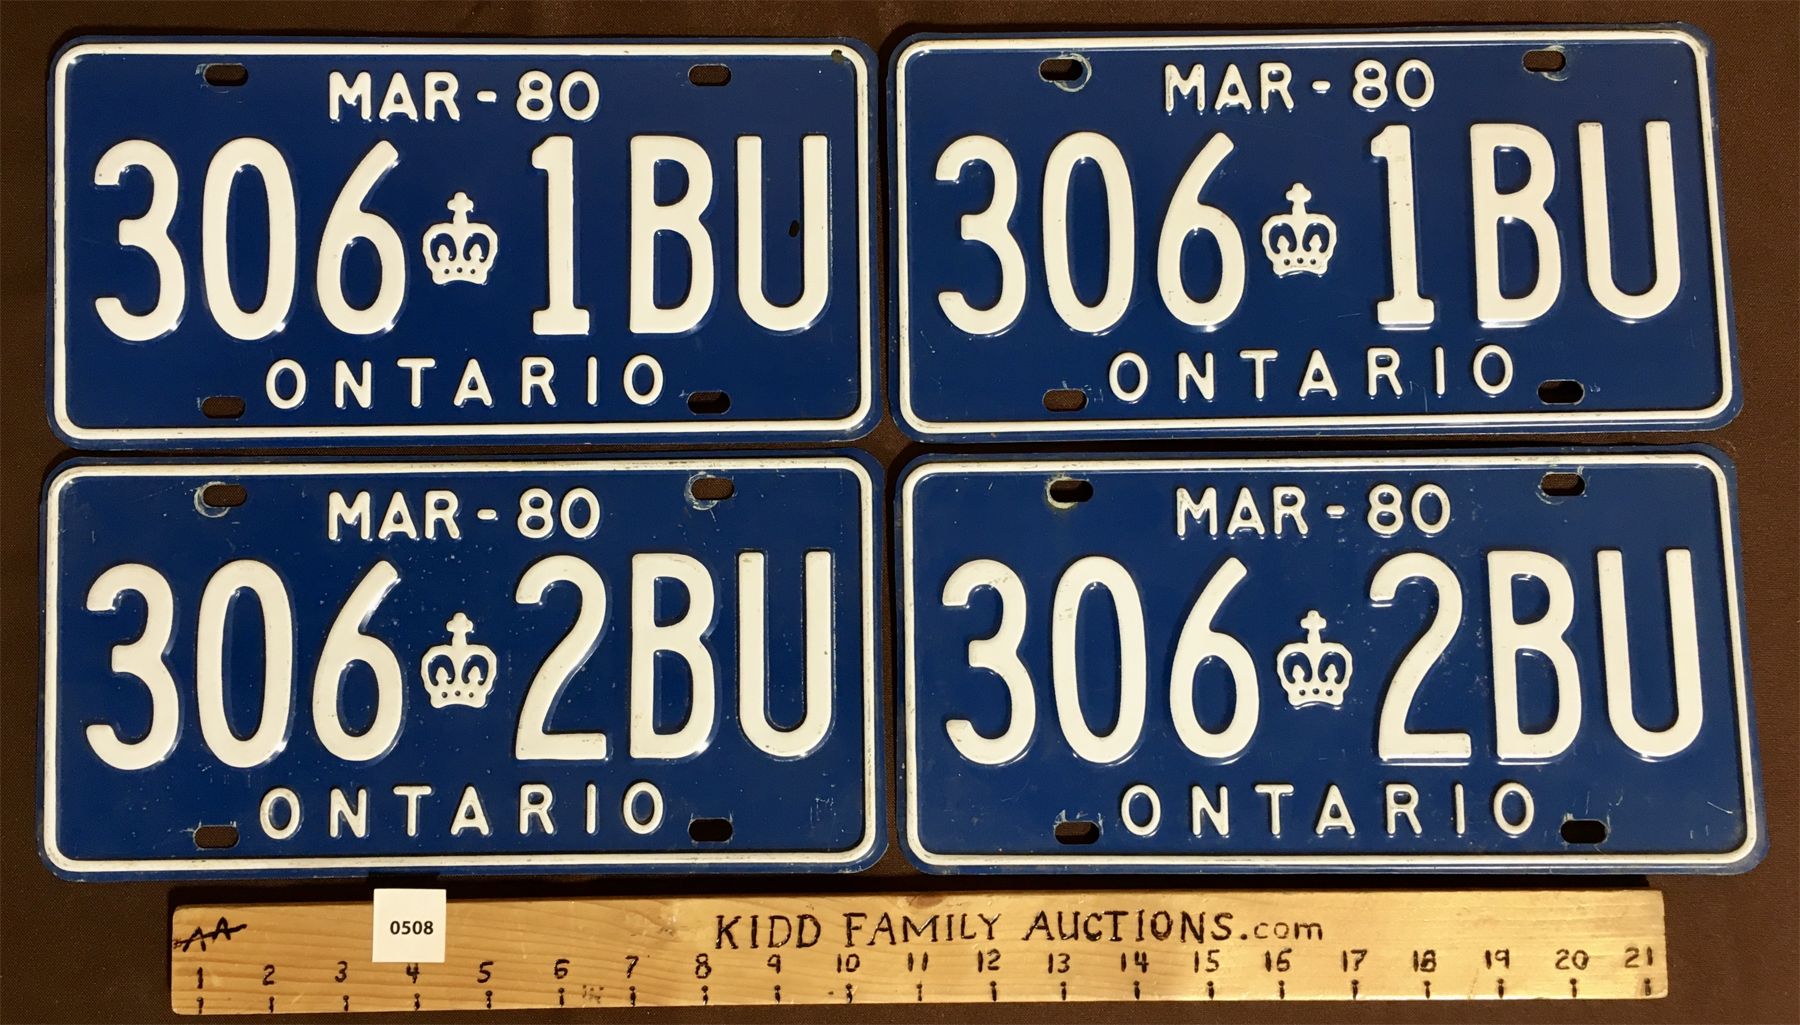 MAR - 80
306 1BU
ONTARIO
MAR - 80
306 1BU
ONTARIO
MAR - 80
306 2BU
ONTARIO
MAR - 80
306 2BU
ONTARIO
0508
KIDD FAMILY AUCTIONS.com
1 2 3 4 5 6 7 8 9 10 11 12 13 14 15 16 17 18 19 20 21